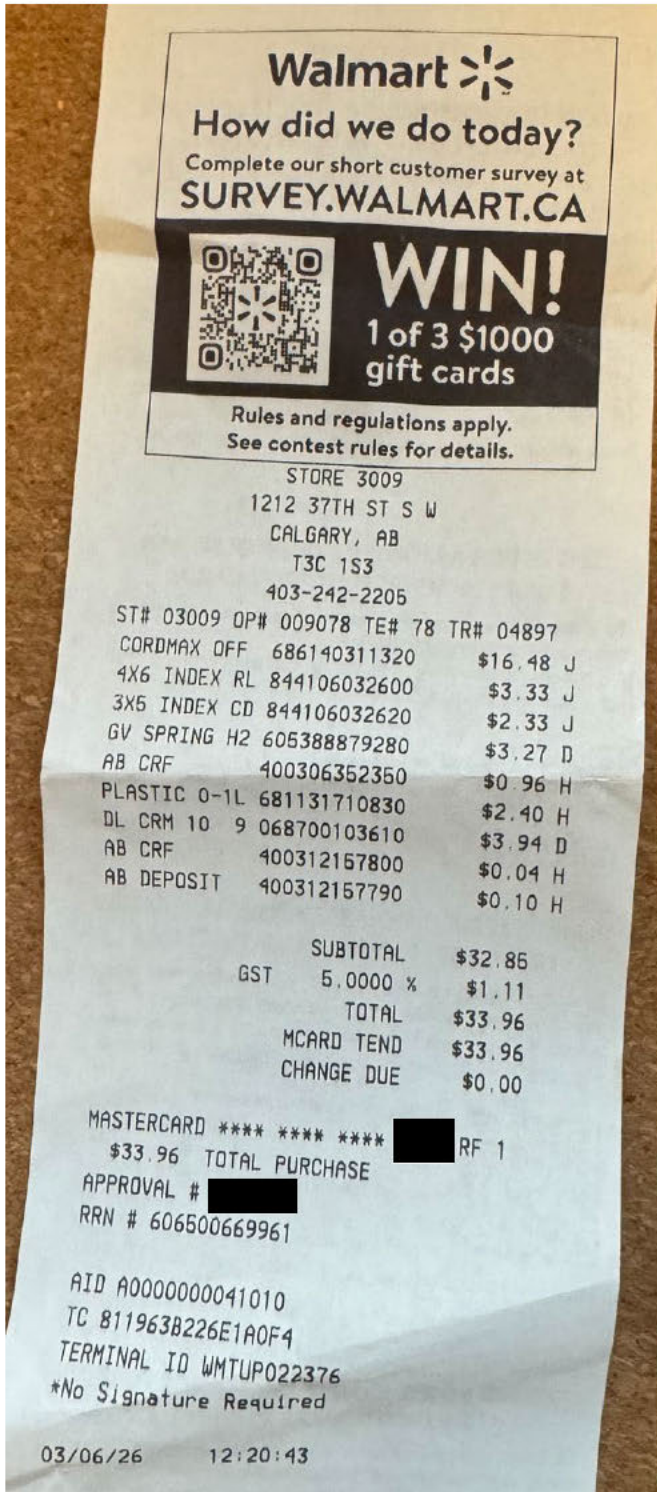 Walmart
How did we do today?
Complete our short customer survey at
SURVEY.WALMART.CA
WIN!
1 of 3 $1000
gift cards
Rules and regulations apply.
See contest rules for details.
STORE 3009
1212 37TH ST S W
CALGARY, AB
T3C 1S3
403-242-2205
ST# 03009 OP# 009078 TE# 78 TR# 04897
CORDMAX OFF 686140311320 $16.48 J
4X6 INDEX RL 844106032600 $3.33 J
3X5 INDEX CD 844106032620 $2.33 J
GV SPRING H2 605388879280 $3.27 D
AB CRF 400306352350 $0.96 H
PLASTIC 0-1L 681131710830 $2.40 H
DL CRM 10 9 068700103610 $3.94 D
AB CRF 400312157800 $0.04 H
AB DEPOSIT 400312157790 $0.10 H
SUBTOTAL $32.85
GST 5.0000 % $1.11
TOTAL $33.96
MCARD TEND $33.96
CHANGE DUE $0.00
MASTERCARD **** **** **** RF 1
$33.96 TOTAL PURCHASE
APPROVAL #
RRN # 606500669961
AID A0000000041010
TC 811963B226E1A0F4
TERMINAL ID WMTUP022376
*No Signature Required
03/06/26 12:20:43